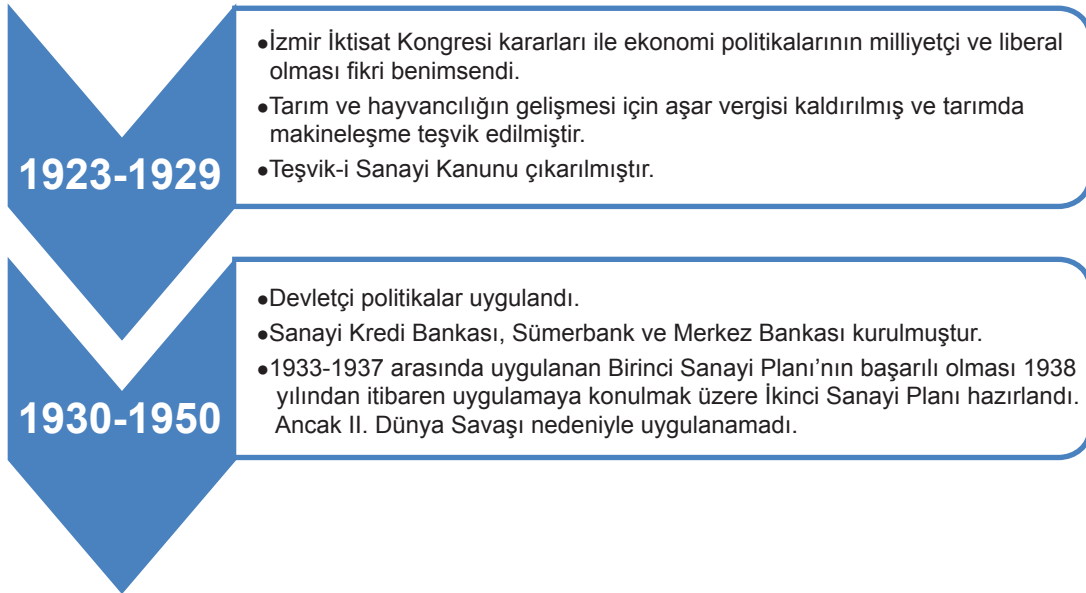 1923-1929
●İzmir İktisat Kongresi kararları ile ekonomi politikalarının milliyetçi ve liberal
olması fikri benimsendi.
●Tarım ve hayvancılığın gelişmesi için aşar vergisi kaldırılmış ve tarımda
makineleşme teşvik edilmiştir.
●Teşvik-i Sanayi Kanunu çıkarılmıştır.
1930-1950
●Devletçi politikalar uygulandı.
●Sanayi Kredi Bankası, Sümerbank ve Merkez Bankası kurulmuştur.
●1933-1937 arasında uygulanan Birinci Sanayi Planı’nın başarılı olması 1938
yılından itibaren uygulamaya konulmak üzere İkinci Sanayi Planı hazırlandı.
Ancak II. Dünya Savaşı nedeniyle uygulanamadı.